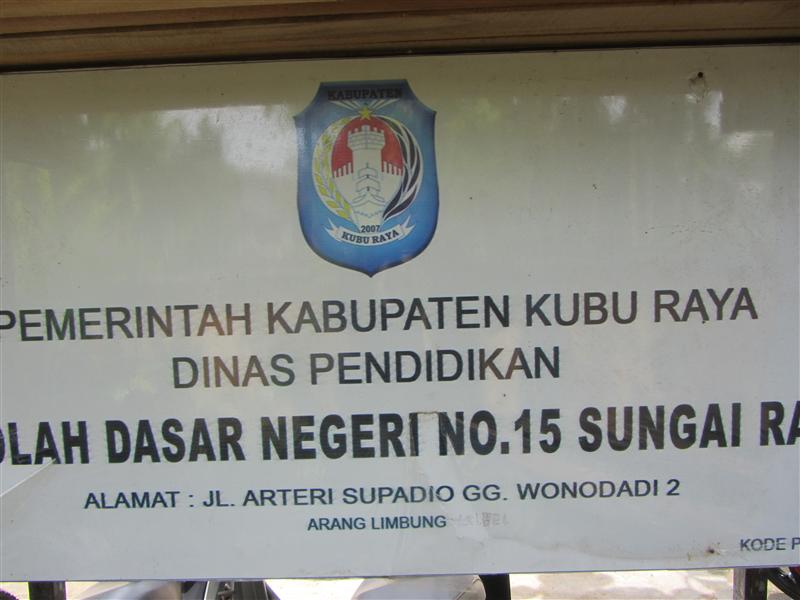 KABUPATEN
2007
KUBU RAYA
PEMERINTAH KABUPATEN KUBU RAYA
DINAS PENDIDIKAN
OLAH DASAR NEGERI NO.15 SUNGAI RA
ALAMAT : JL. ARTERI SUPADIO GG. WONODADI 2
ARANG LIMBUNG
KODE P